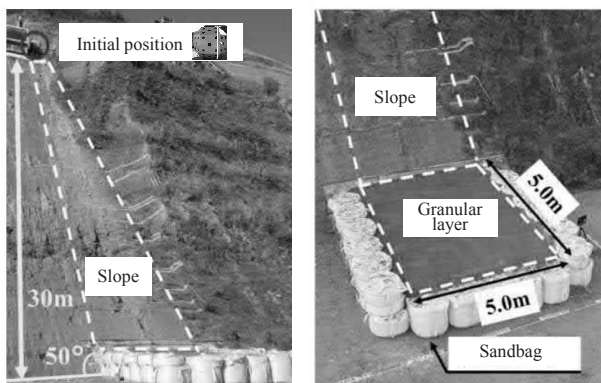 Initial position
Slope
30m
50°
Slope
Granular
layer
5.0m
5.0m
Sandbag